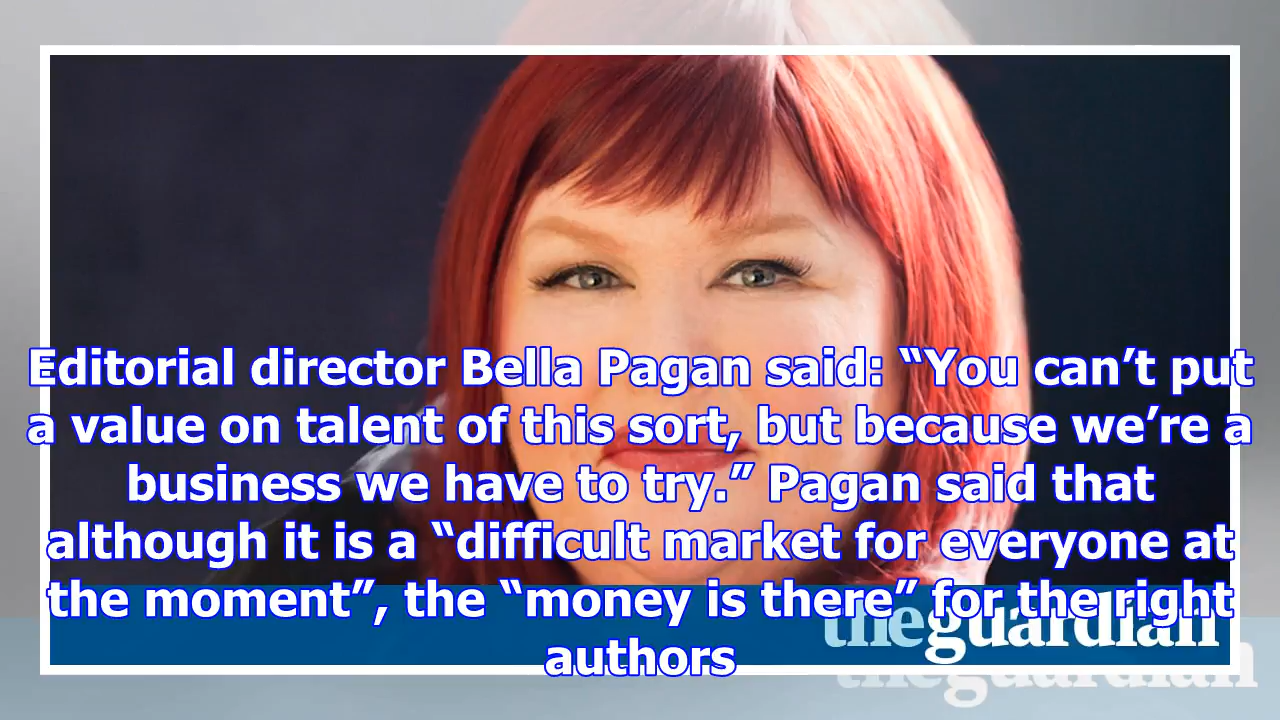 Editorial director Bella Pagan said: “You can’t put
a value on talent of this sort, but because we’re a
business we have to try.” Pagan said that
although it is a “difficult market for everyone at
the moment”, the “money is there” for the right
authors
theguardian
theguardian